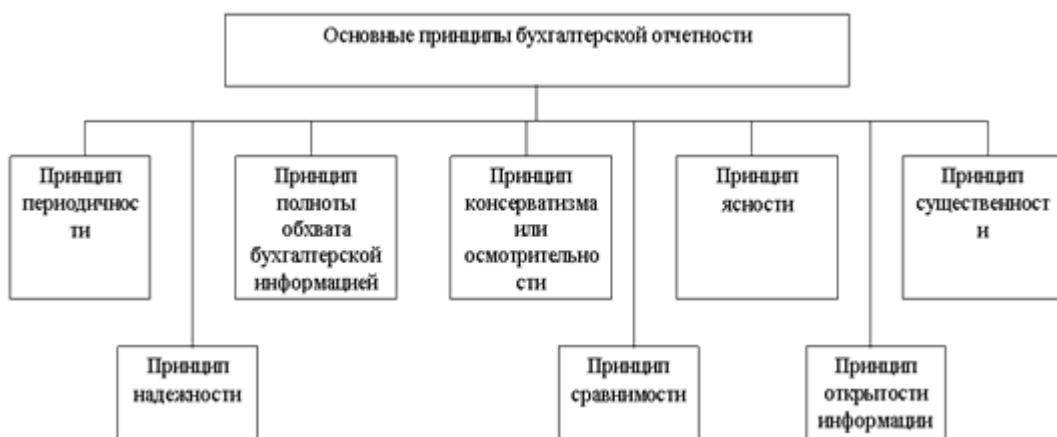 Основные принципы бухгалтерской отчетности
Принцип
периодичнос
ти
Принцип
полноты
обхвата
бухгалтерской
информацией
Принцип
консерватизма
или
осмотрительно
сти
Принцип
ясности
Принцип
существенност
и
Принцип
надежности
Принцип
сравнимости
Принцип
открытости
информации